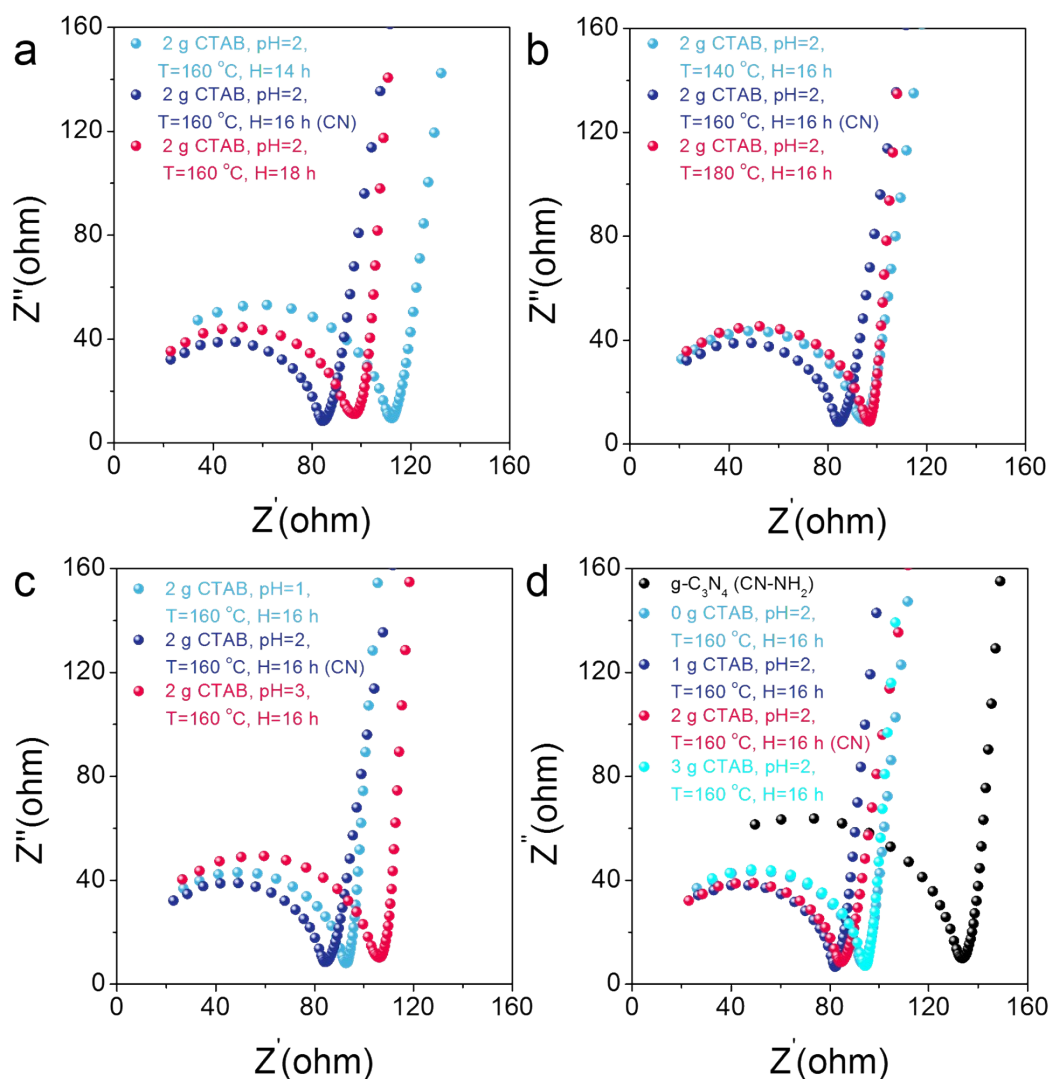 a
160
120
80
40
0
Z"(ohm)
2 g CTAB, pH=2,
T=160 °C, H=14 h
2 g CTAB, pH=2,
T=160 °C, H=16 h (CN)
2 g CTAB, pH=2,
T=160 °C, H=18 h
0 40 80 120 160
Z'(ohm)
b
160
120
80
40
0
Z"(ohm)
2 g CTAB, pH=2,
T=140 °C, H=16 h
2 g CTAB, pH=2,
T=160 °C, H=16 h (CN)
2 g CTAB, pH=2,
T=180 °C, H=16 h
0 40 80 120 160
Z'(ohm)
c
160
120
80
40
0
Z"(ohm)
2 g CTAB, pH=1,
T=160 °C, H=16 h
2 g CTAB, pH=2,
T=160 °C, H=16 h (CN)
2 g CTAB, pH=3,
T=160 °C, H=16 h
0 40 80 120 160
Z'(ohm)
d
160
120
80
40
0
Z"(ohm)
g-C₃N₄ (CN-NH₂)
0 g CTAB, pH=2,
T=160 °C, H=16 h
1 g CTAB, pH=2,
T=160 °C, H=16 h
2 g CTAB, pH=2,
T=160 °C, H=16 h (CN)
3 g CTAB, pH=2,
T=160 °C, H=16 h
0 40 80 120 160
Z'(ohm)